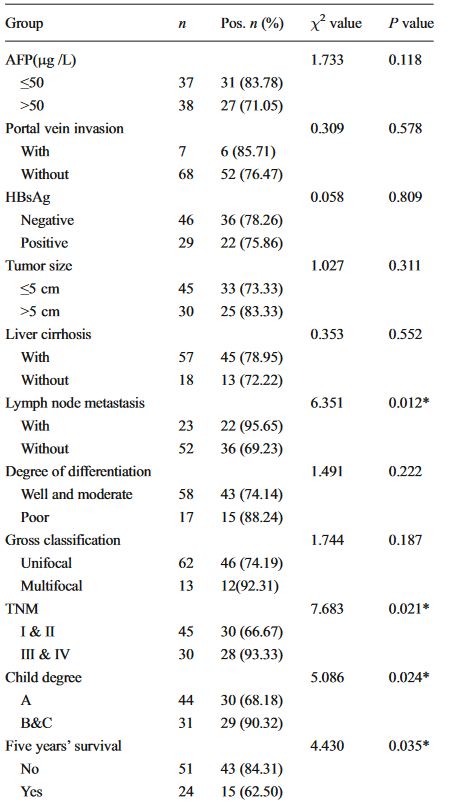 Group n Pos. n (%) χ² value P value
AFP(μg /L) 1.733 0.118
≤50 37 31 (83.78)
>50 38 27 (71.05)
Portal vein invasion 0.309 0.578
With 7 6 (85.71)
Without 68 52 (76.47)
HBsAg 0.058 0.809
Negative 46 36 (78.26)
Positive 29 22 (75.86)
Tumor size 1.027 0.311
≤5 cm 45 33 (73.33)
>5 cm 30 25 (83.33)
Liver cirrhosis 0.353 0.552
With 57 45 (78.95)
Without 18 13 (72.22)
Lymph node metastasis 6.351 0.012*
With 23 22 (95.65)
Without 52 36 (69.23)
Degree of differentiation 1.491 0.222
Well and moderate 58 43 (74.14)
Poor 17 15 (88.24)
Gross classification 1.744 0.187
Unifocal 62 46 (74.19)
Multifocal 13 12(92.31)
TNM 7.683 0.021*
I & II 45 30 (66.67)
III & IV 30 28 (93.33)
Child degree 5.086 0.024*
A 44 30 (68.18)
B&C 31 29 (90.32)
Five years' survival 4.430 0.035*
No 51 43 (84.31)
Yes 24 15 (62.50)